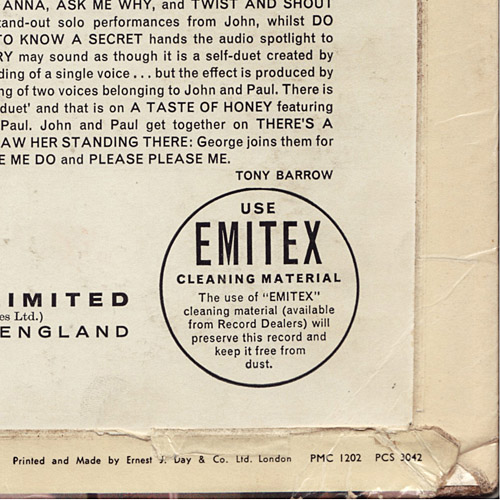 ANNA, ASK ME WHY, and TWIST AND SHOUT
tand-out solo performances from John, whilst DO
TO KNOW A SECRET hands the audio spotlight to
RY may sound as though it is a self-duet created by
ding of a single voice ... but the effect is produced by
ng of two voices belonging to John and Paul. There is
duet' and that is on A TASTE OF HONEY featuring
Paul. John and Paul get together on THERE'S A
AW HER STANDING THERE: George joins them for
E ME DO and PLEASE PLEASE ME.
TONY BARROW
USE
EMITEX
CLEANING MATERIAL
The use of "EMITEX"
cleaning material (available
from Record Dealers) will
preserve this record and
keep it free from
dust.
LIMITED
es Ltd.)
ENGLAND
Printed and Made by Ernest J. Day & Co. Ltd. London PMC 1202 PCS 3042